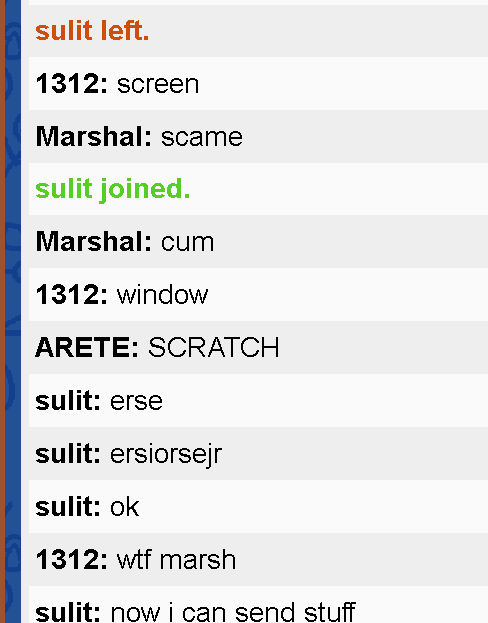 sulit left.
1312: screen
Marshal: scame
sulit joined.
Marshal: cum
1312: window
ARETE: SCRATCH
sulit: erse
sulit: ersiorsejr
sulit: ok
1312: wtf marsh
sulit: now i can send stuff